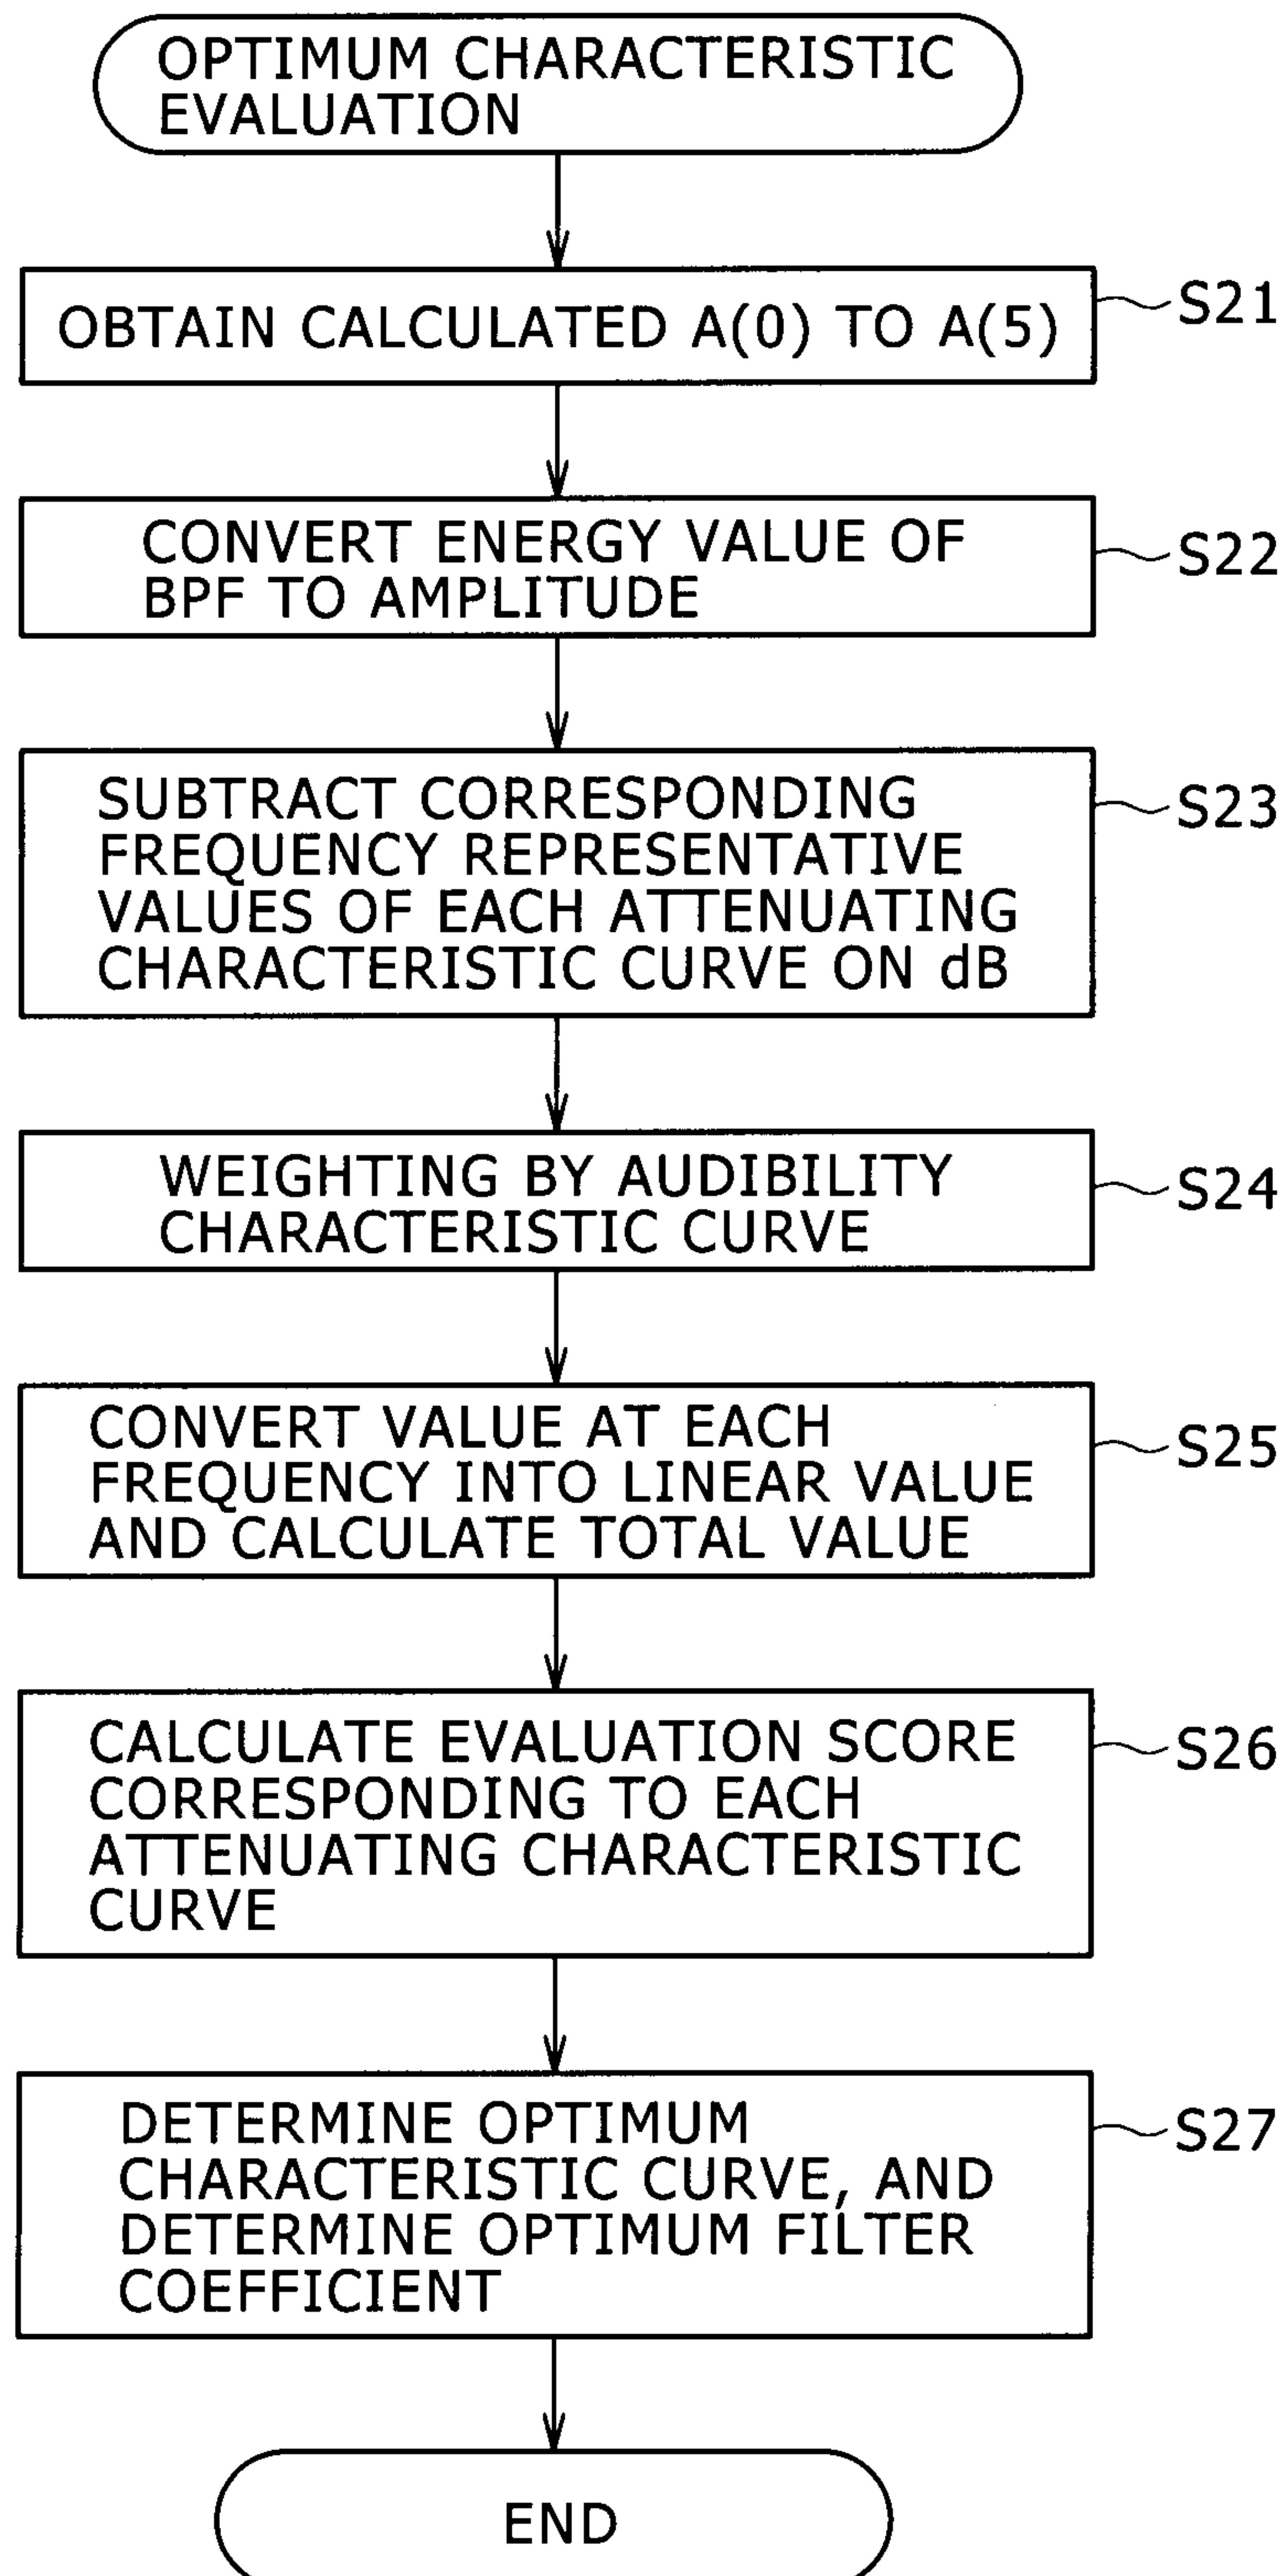 OPTIMUM CHARACTERISTIC
EVALUATION
OBTAIN CALCULATED A(0) TO A(5)
S21
CONVERT ENERGY VALUE OF
BPF TO AMPLITUDE
S22
SUBTRACT CORRESPONDING
FREQUENCY REPRESENTATIVE
VALUES OF EACH ATTENUATING
CHARACTERISTIC CURVE ON dB
S23
WEIGHTING BY AUDIBILITY
CHARACTERISTIC CURVE
S24
CONVERT VALUE AT EACH
FREQUENCY INTO LINEAR VALUE
AND CALCULATE TOTAL VALUE
S25
CALCULATE EVALUATION SCORE
CORRESPONDING TO EACH
ATTENUATING CHARACTERISTIC
CURVE
S26
DETERMINE OPTIMUM
CHARACTERISTIC CURVE, AND
DETERMINE OPTIMUM FILTER
COEFFICIENT
S27
END